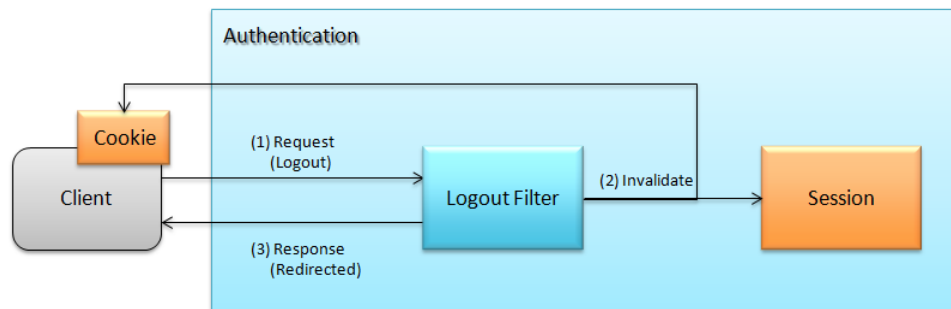 Authentication
Cookie
Client
(1) Request
(Logout)
Logout Filter
(2) Invalidate
Session
(3) Response
(Redirected)